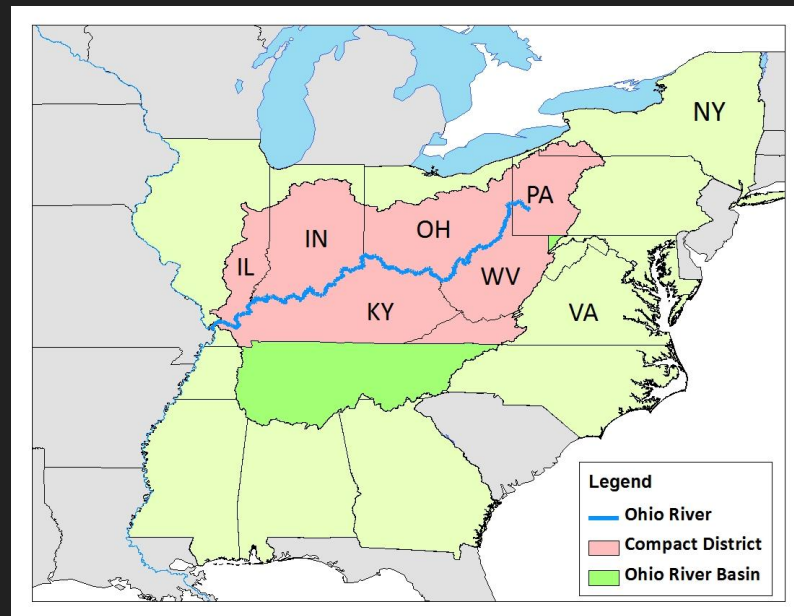 NY
PA
OH
IN
IL
WV
KY
VA
Legend
Ohio River
Compact District
Ohio River Basin